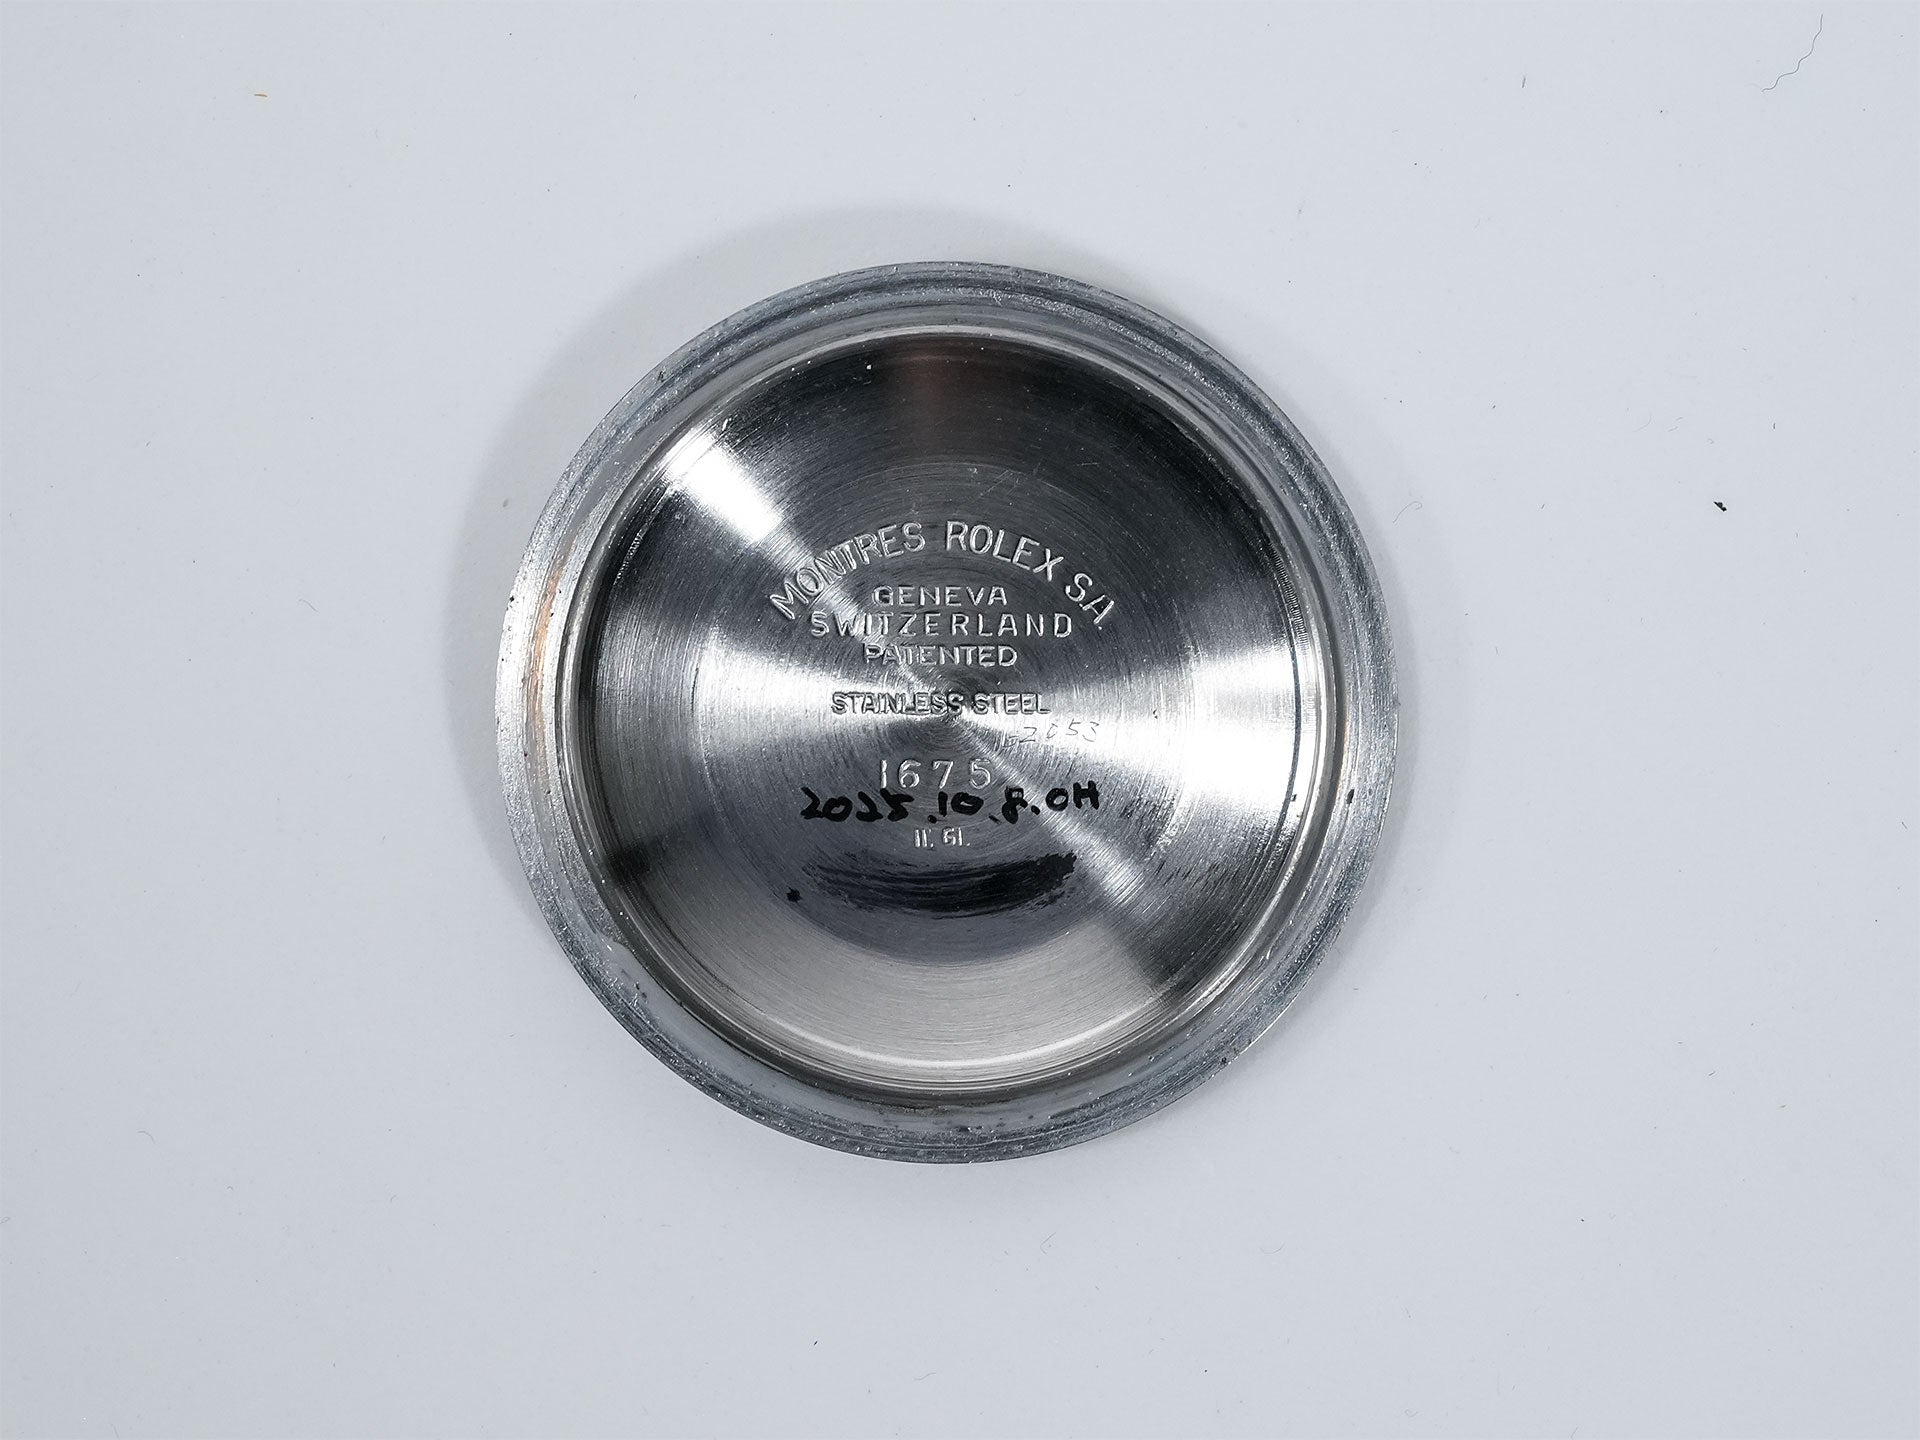 MONTRES ROLEX S.A.
GENEVA
SWITZERLAND
PATENTED
STAINLESS STEEL
1675
2025.10.8.OH
II. 61.